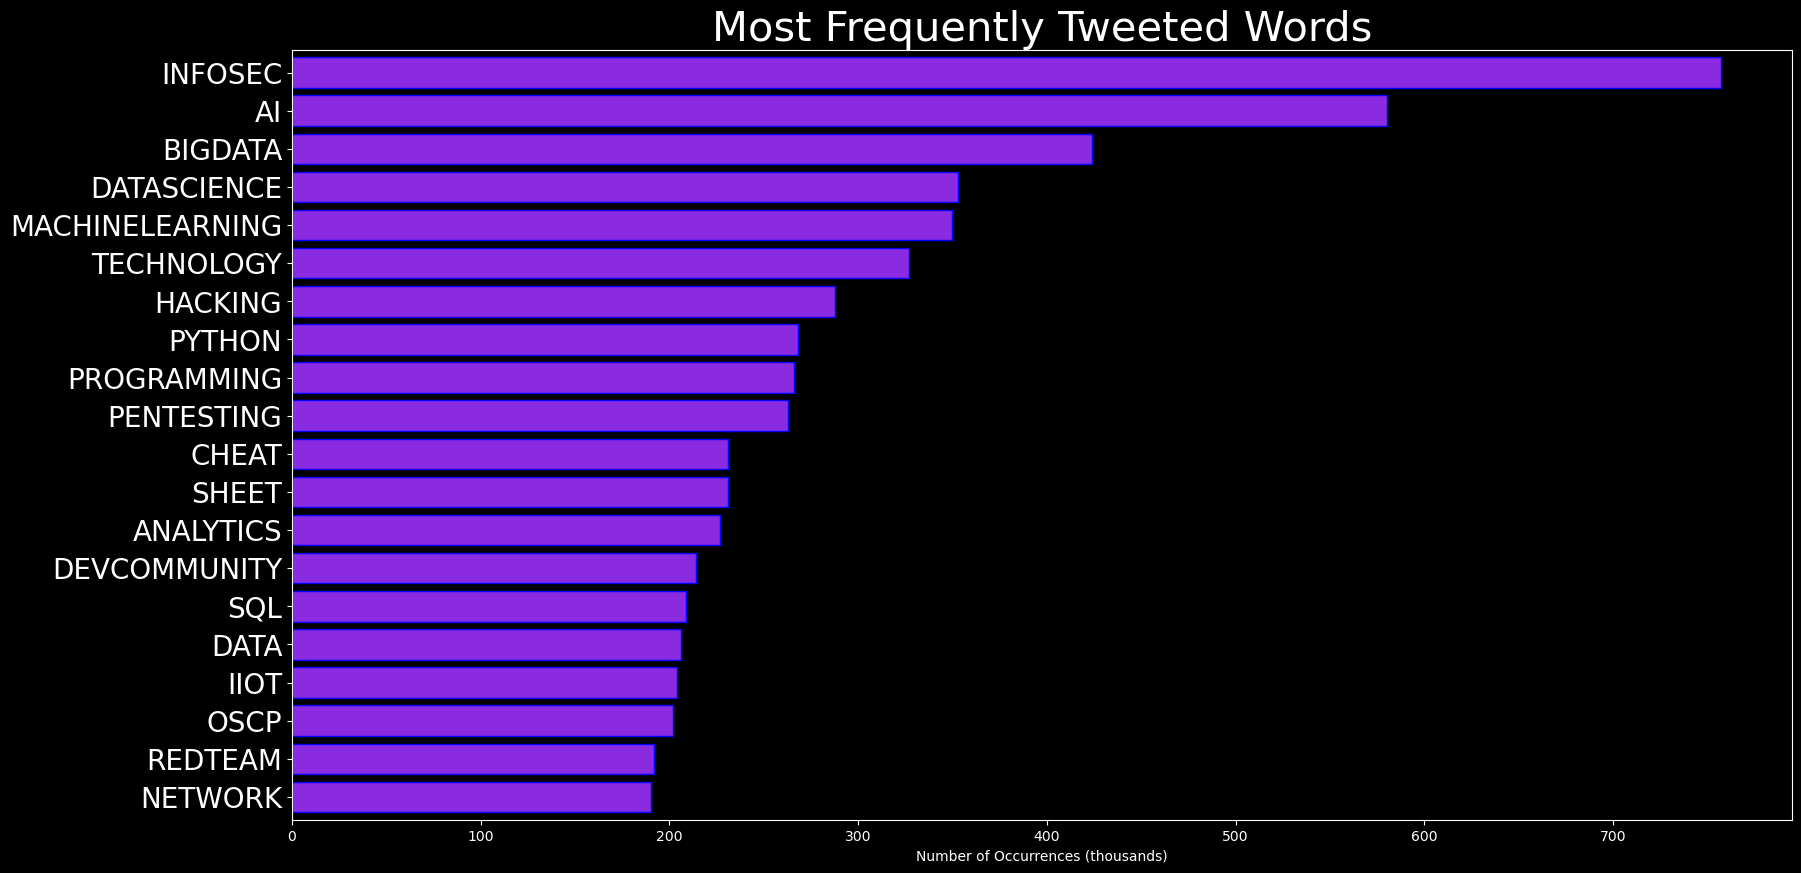 Most Frequently Tweeted Words
INFOSEC
AI
BIGDATA
DATASCIENCE
MACHINELEARNING
TECHNOLOGY
HACKING
PYTHON
PROGRAMMING
PENTESTING
CHEAT
SHEET
ANALYTICS
DEVCOMMUNITY
SQL
DATA
IIOT
OSCP
REDTEAM
NETWORK
0 100 200 300 400 500 600 700
Number of Occurrences (thousands)